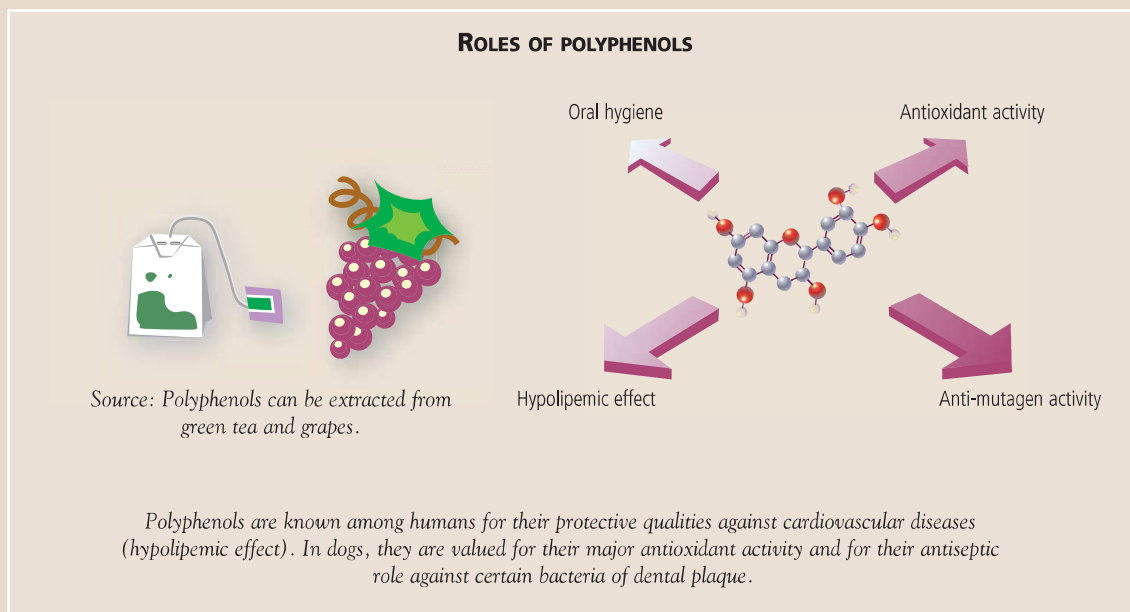 ROLES OF POLYPHENOLS
Oral hygiene
Antioxidant activity
Source: Polyphenols can be extracted from
green tea and grapes.
Hypolipemic effect
Anti-mutagen activity
Polyphenols are known among humans for their protective qualities against cardiovascular diseases
(hypolipemic effect). In dogs, they are valued for their major antioxidant activity and for their antiseptic
role against certain bacteria of dental plaque.